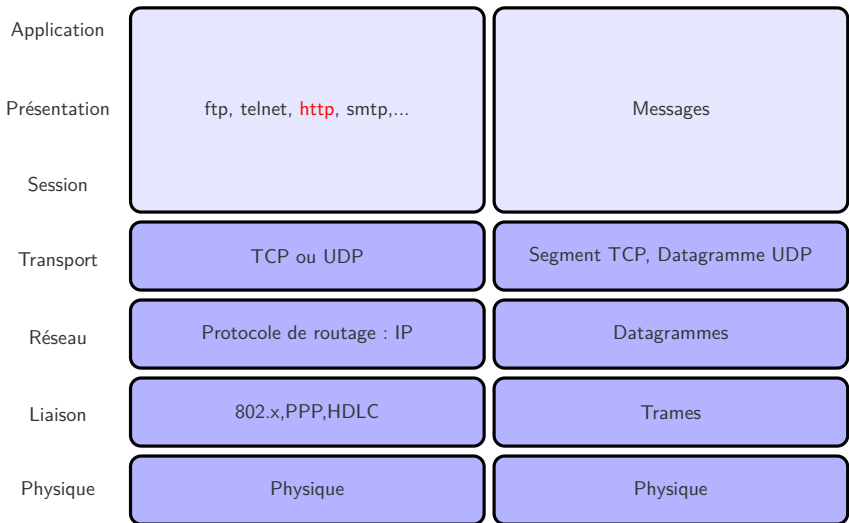 Application
Présentation
ftp, telnet, http, smtp,...
Messages
Session
Transport
TCP ou UDP
Segment TCP, Datagramme UDP
Réseau
Protocole de routage : IP
Datagrammes
Liaison
802.x,PPP,HDLC
Trames
Physique
Physique
Physique